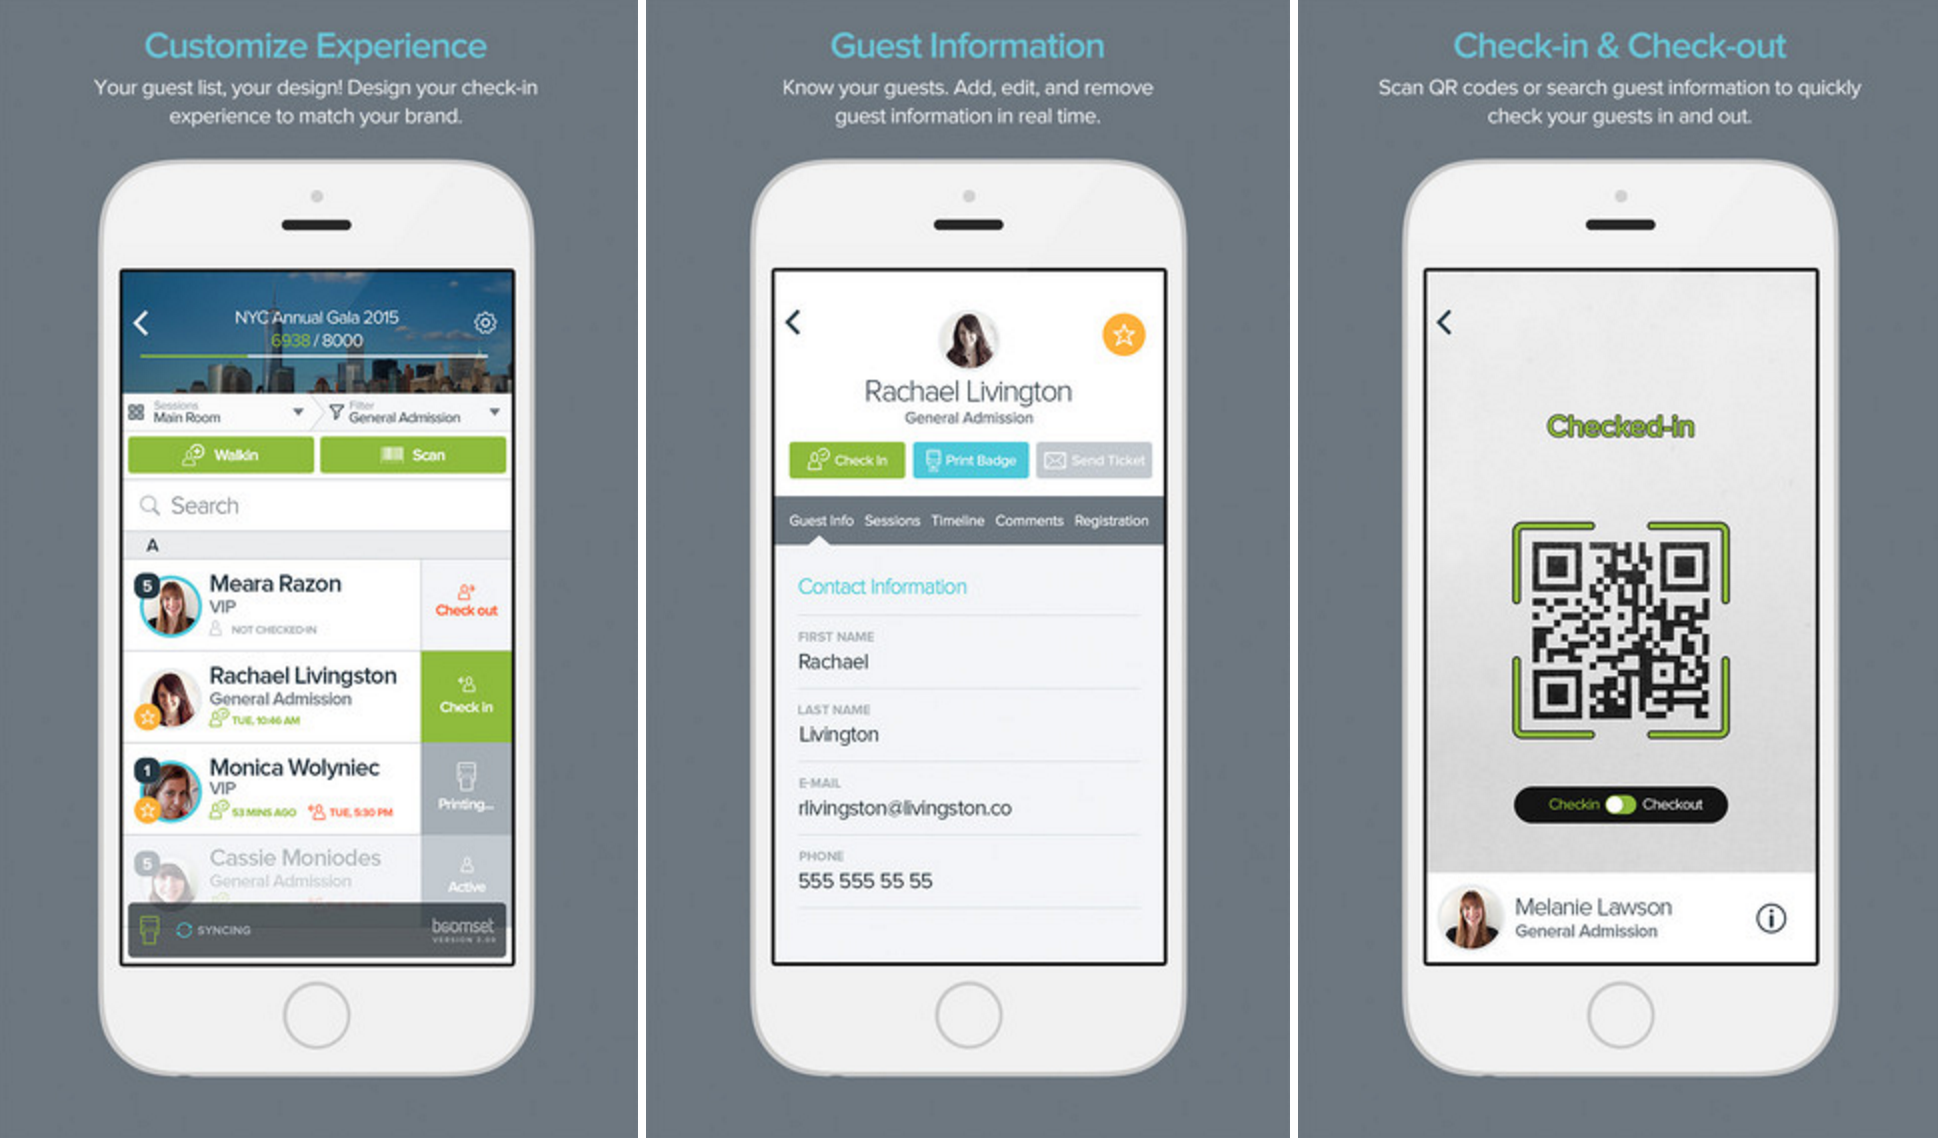 Customize Experience
Your guest list, your design! Design your check-in
experience to match your brand.
NYC Annual Gala 2015
6938 / 8000
Sessions
Main Room
Filter
General Admission
Walkin
Scan
Search
A
5
Meara Razon
VIP
NOT CHECKED-IN
Check out
Rachael Livingston
General Admission
TUE, 10:46 AM
Check in
1
Monica Wolyniec
VIP
53 MINS AGO
TUE, 5:30 PM
Printing...
5
Cassie Moniodes
General Admission
Active
SYNCING
boomset
VERSION
Guest Information
Know your guests. Add, edit, and remove
guest information in real time.
Rachael Livington
General Admission
Check In
Print Badge
Send Ticket
Guest Info Sessions Timeline Comments Registration
Contact Information
FIRST NAME
Rachael
LAST NAME
Livington
E-MAIL
rlivingston@livingston.co
PHONE
555 555 55 55
Check-in & Check-out
Scan QR codes or search guest information to quickly
check your guests in and out.
Checked-in
Checkin
Checkout
Melanie Lawson
General Admission